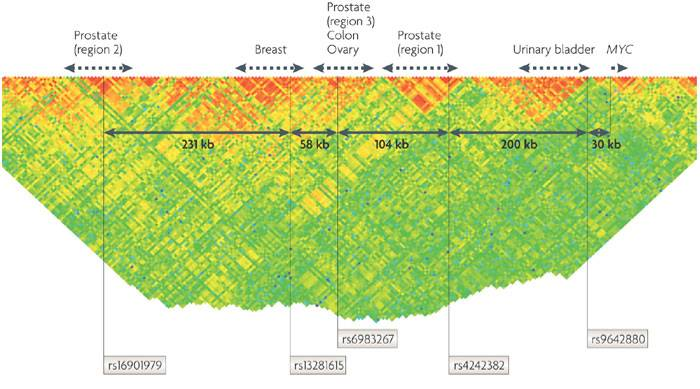 Prostate
(region 2)
Breast
Prostate
(region 3)
Colon
Ovary
Prostate
(region 1)
Urinary bladder
MYC
231 kb
58 kb
104 kb
200 kb
30 kb
rs6983267
rs9642880
rs16901979
rs13281615
rs4242382